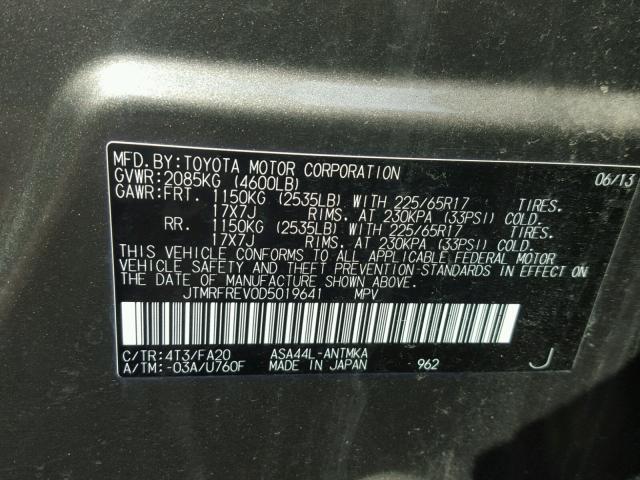 MFD.BY:TOYOTA MOTOR CORPORATION 06/13
GVWR:2085KG (4600LB)
GAWR:FRT. 1150KG (2535LB) WITH 225/65R17 TIRES.
17X7J RIMS. AT 230KPA (33PSI) COLD.
RR. 1150KG (2535LB) WITH 225/65R17 TIRES.
17X7J RIMS. AT 230KPA (33PSI) COLD.
THIS VEHICLE CONFORMS TO ALL APPLICABLE FEDERAL MOTOR
VEHICLE SAFETY AND THEFT PREVENTION STANDARDS IN EFFECT ON
THE DATE OF MANUFACTURE SHOWN ABOVE.
JTMRFREV0D5019641 MPV
C/TR:4T3/FA20 ASA44L-ANTMKA
A/TM:-03A/U760F MADE IN JAPAN 962 J